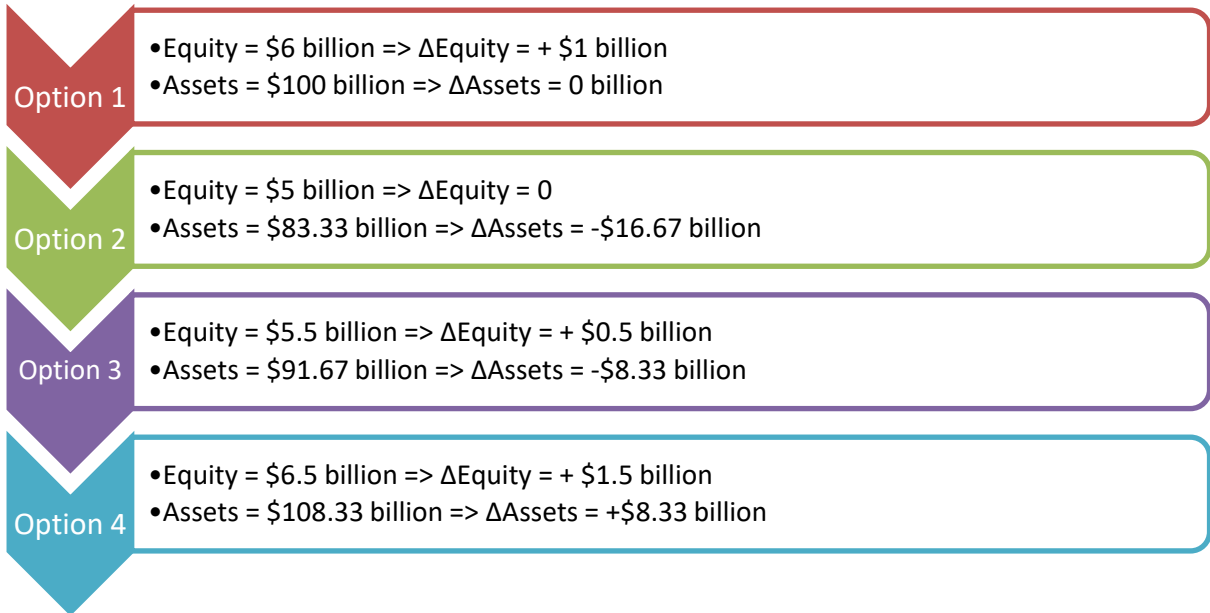 Option 1
•Equity = $6 billion => ΔEquity = + $1 billion
•Assets = $100 billion => ΔAssets = 0 billion
Option 2
•Equity = $5 billion => ΔEquity = 0
•Assets = $83.33 billion => ΔAssets = -$16.67 billion
Option 3
•Equity = $5.5 billion => ΔEquity = + $0.5 billion
•Assets = $91.67 billion => ΔAssets = -$8.33 billion
Option 4
•Equity = $6.5 billion => ΔEquity = + $1.5 billion
•Assets = $108.33 billion => ΔAssets = +$8.33 billion